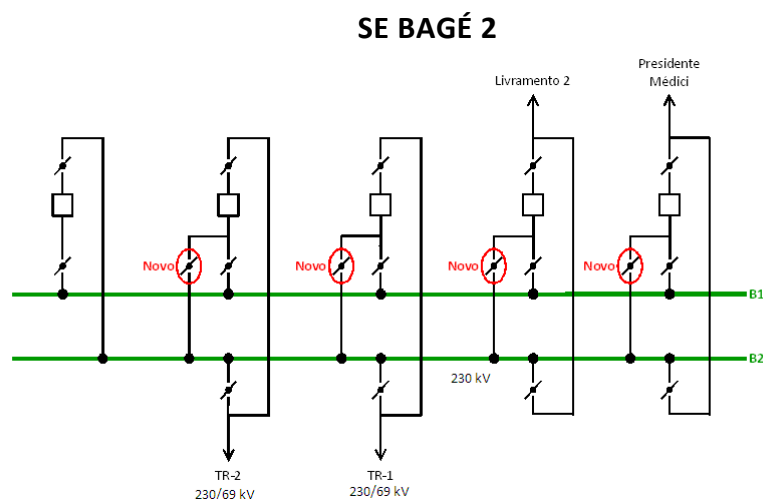 SE BAGÉ 2
Livramento 2
Presidente
Médici
Novo
Novo
Novo
Novo
B1
B2
230 kV
TR-2
230/69 kV
TR-1
230/69 kV